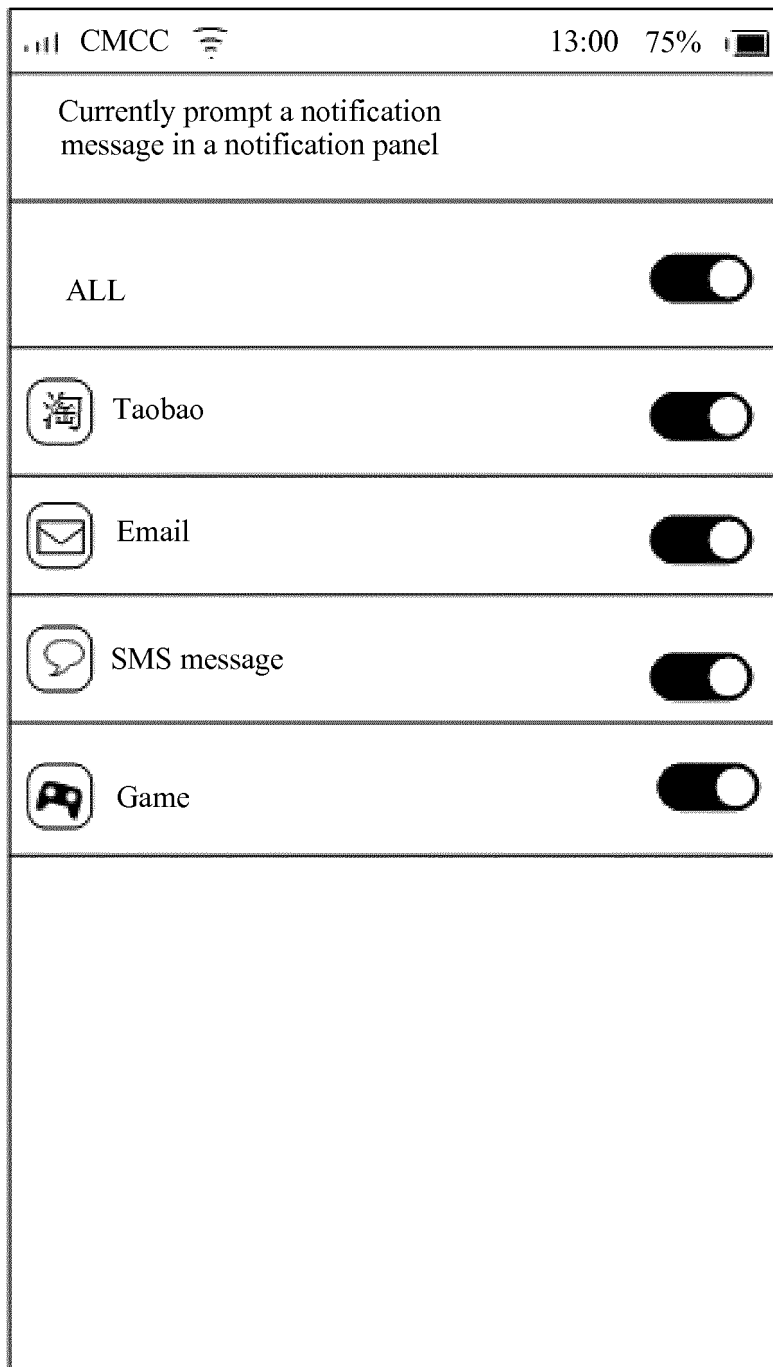 CMCC 13:00 75%
Currently prompt a notification
message in a notification panel
ALL
淘 Taobao
Email
SMS message
Game